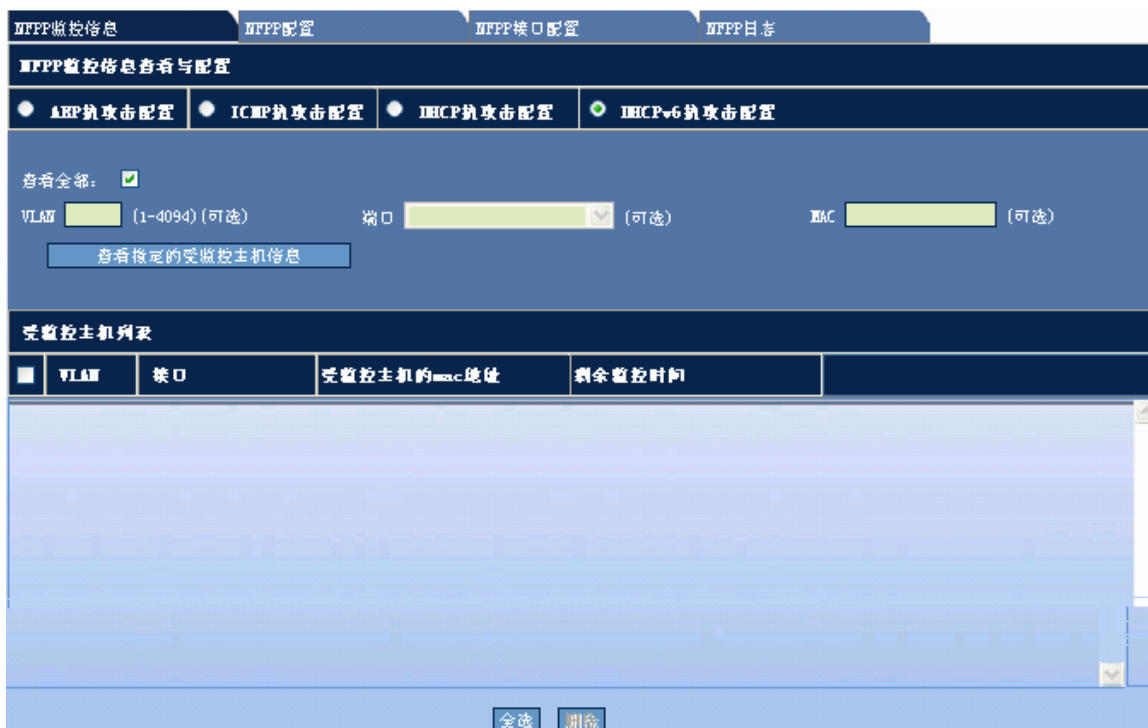 NFPP监控信息 NFPP配置 NFPP接口配置 NFPP日志
NFPP监控信息查看与配置
ARP抗攻击配置 ICMP抗攻击配置 DHCP抗攻击配置 DHCPv6抗攻击配置
查看全部：
VLAN (1-4094)(可选) 端口 (可选) MAC (可选)
查看指定的受监控主机信息
受监控主机列表
VLAN 接口 受监控主机的mac地址 剩余监控时间
全选 删除